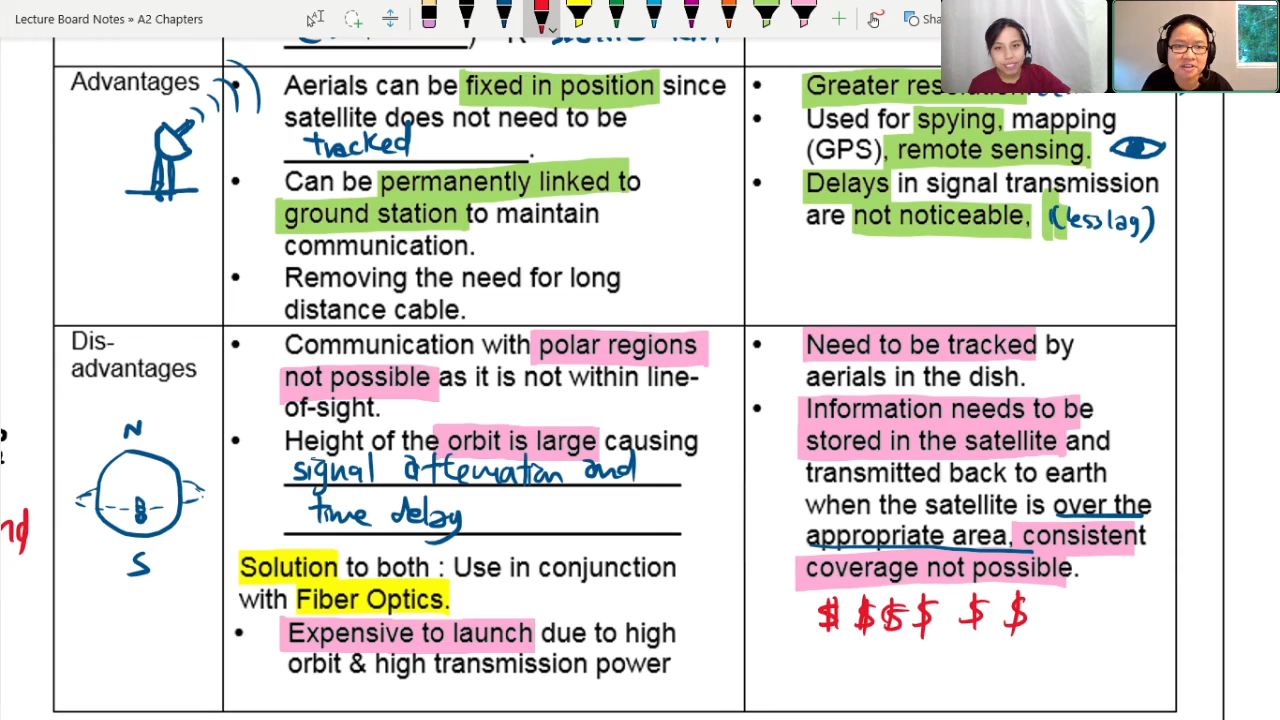 Lecture Board Notes » A2 Chapters
Sha
Advantages
• Aerials can be fixed in position since
satellite does not need to be
tracked.
• Can be permanently linked to
ground station to maintain
communication.
• Removing the need for long
distance cable.
• Greater
• Used for spying, mapping
(GPS), remote sensing.
• Delays in signal transmission
are not noticeable, (less lag)
Dis-
advantages
N
S
• Communication with polar regions
not possible as it is not within line-
of-sight.
• Height of the orbit is large causing
signal attenuation and
time delay
Solution to both : Use in conjunction
with Fiber Optics.
• Expensive to launch due to high
orbit & high transmission power
• Need to be tracked by
aerials in the dish.
• Information needs to be
stored in the satellite and
transmitted back to earth
when the satellite is over the
appropriate area, consistent
coverage not possible.
$ $ $ $ $ $